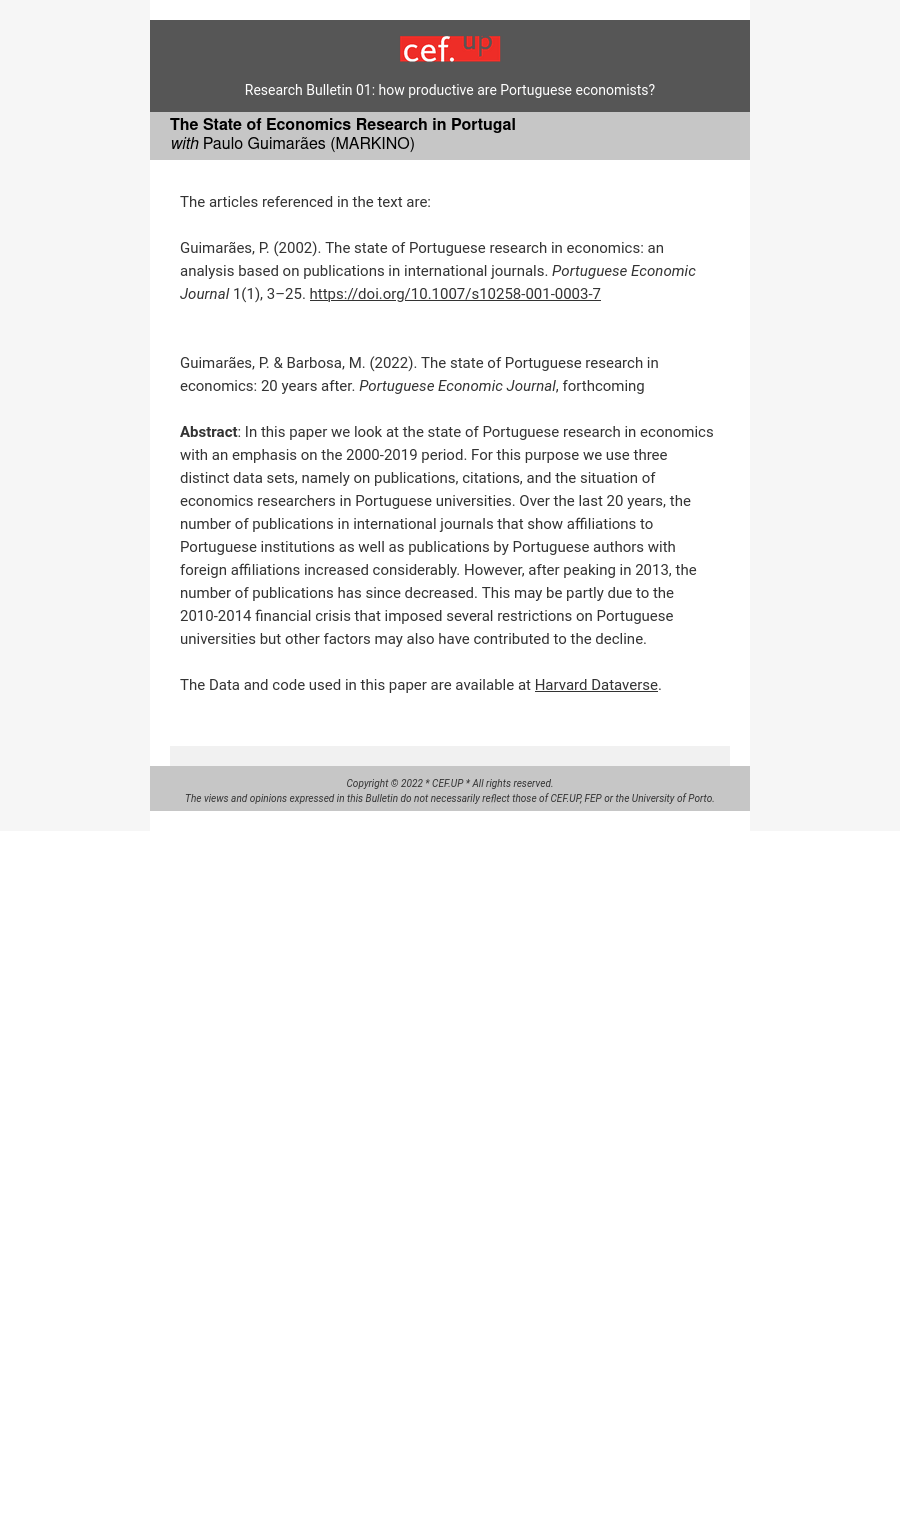 cef.up
Research Bulletin 01: how productive are Portuguese economists?
The State of Economics Research in Portugal
with Paulo Guimarães (MARKINO)
The articles referenced in the text are:
Guimarães, P. (2002). The state of Portuguese research in economics: an
analysis based on publications in international journals. Portuguese Economic
Journal 1(1), 3–25. https://doi.org/10.1007/s10258-001-0003-7
Guimarães, P. & Barbosa, M. (2022). The state of Portuguese research in
economics: 20 years after. Portuguese Economic Journal, forthcoming
Abstract: In this paper we look at the state of Portuguese research in economics
with an emphasis on the 2000-2019 period. For this purpose we use three
distinct data sets, namely on publications, citations, and the situation of
economics researchers in Portuguese universities. Over the last 20 years, the
number of publications in international journals that show affiliations to
Portuguese institutions as well as publications by Portuguese authors with
foreign affiliations increased considerably. However, after peaking in 2013, the
number of publications has since decreased. This may be partly due to the
2010-2014 financial crisis that imposed several restrictions on Portuguese
universities but other factors may also have contributed to the decline.
The Data and code used in this paper are available at Harvard Dataverse.
Copyright © 2022 * CEF.UP * All rights reserved.
The views and opinions expressed in this Bulletin do not necessarily reflect those of CEF.UP, FEP or the University of Porto.